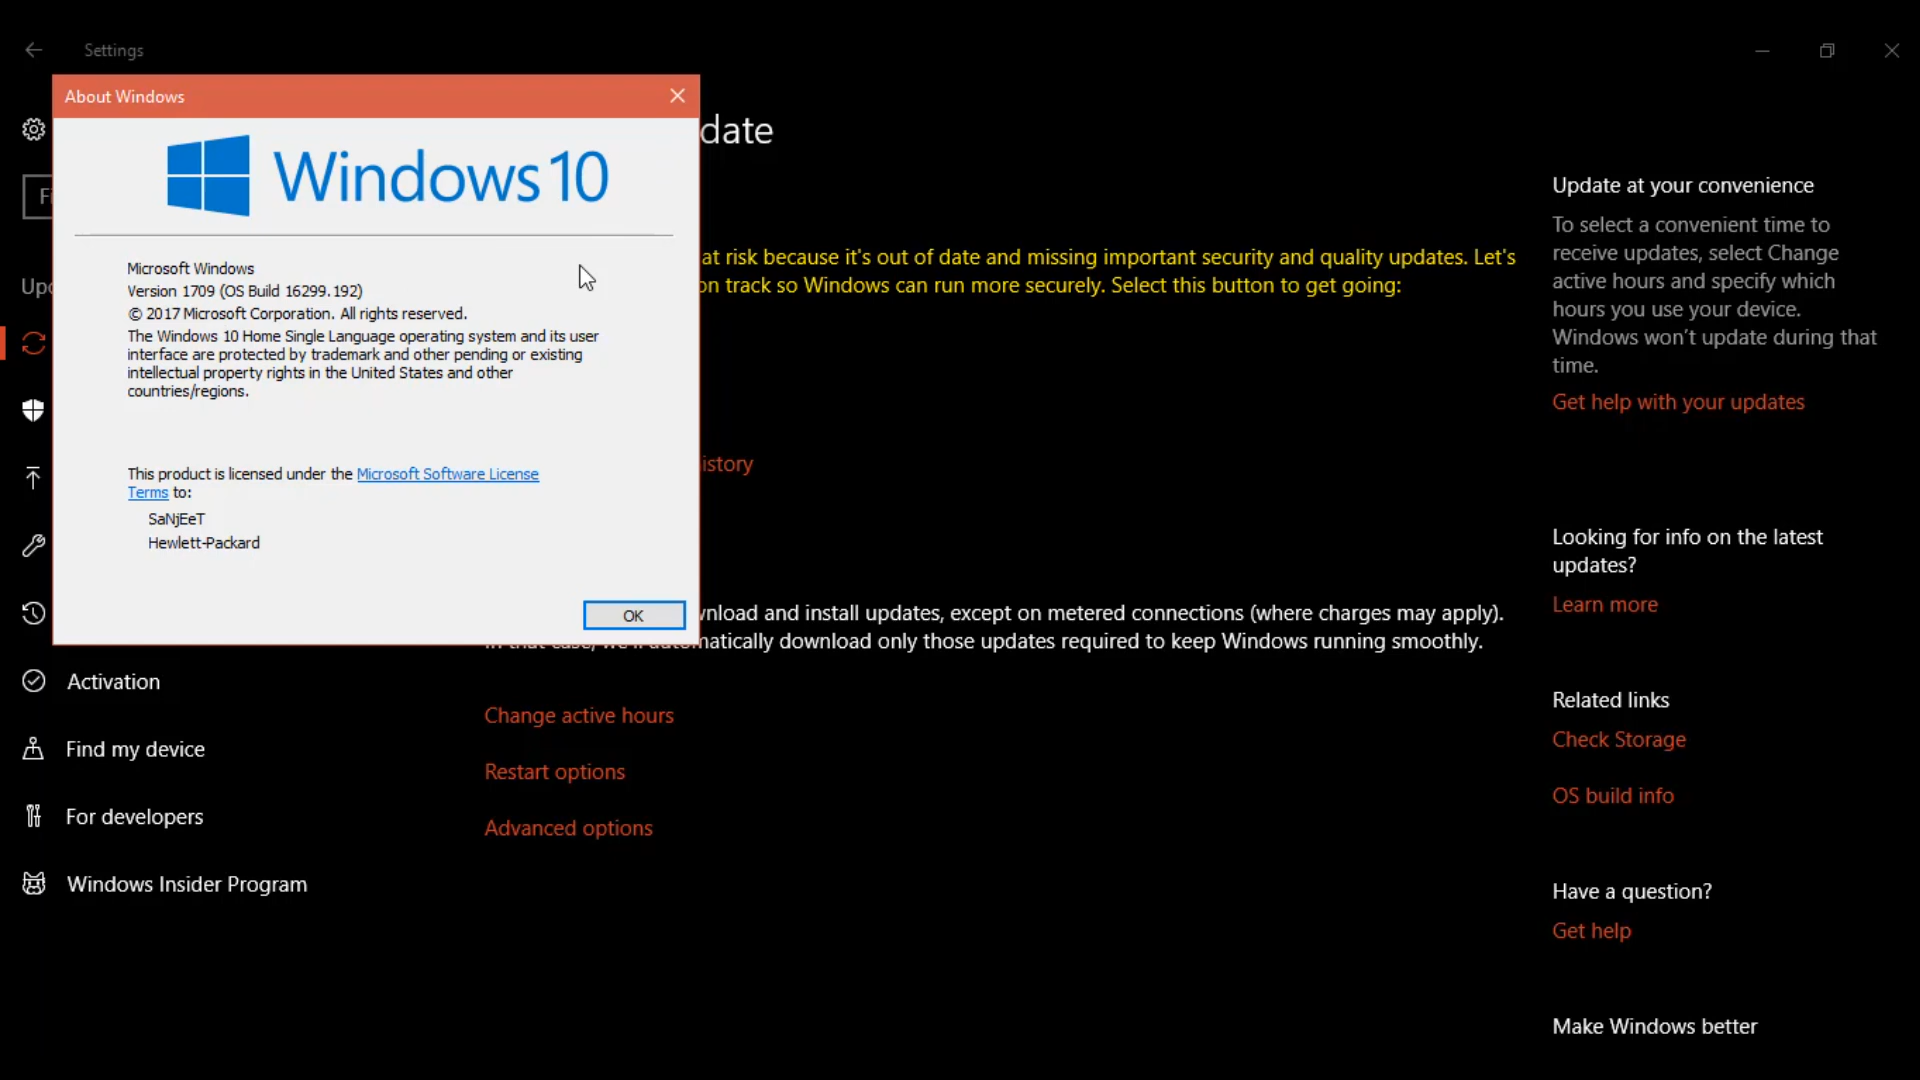 Settings
About Windows
Windows 10
Microsoft Windows
Version 1709 (OS Build 16299.192)
© 2017 Microsoft Corporation. All rights reserved.
The Windows 10 Home Single Language operating system and its user
interface are protected by trademark and other pending or existing
intellectual property rights in the United States and other
countries/regions.
This product is licensed under the Microsoft Software License
Terms to:
SaNjEeT
Hewlett-Packard
OK
Activation
Find my device
For developers
Windows Insider Program
date
at risk because it's out of date and missing important security and quality updates. Let's
on track so Windows can run more securely. Select this button to get going:
istory
wnload and install updates, except on metered connections (where charges may apply).
matically download only those updates required to keep Windows running smoothly.
Change active hours
Restart options
Advanced options
Update at your convenience
To select a convenient time to
receive updates, select Change
active hours and specify which
hours you use your device.
Windows won't update during that
time.
Get help with your updates
Looking for info on the latest
updates?
Learn more
Related links
Check Storage
OS build info
Have a question?
Get help
Make Windows better